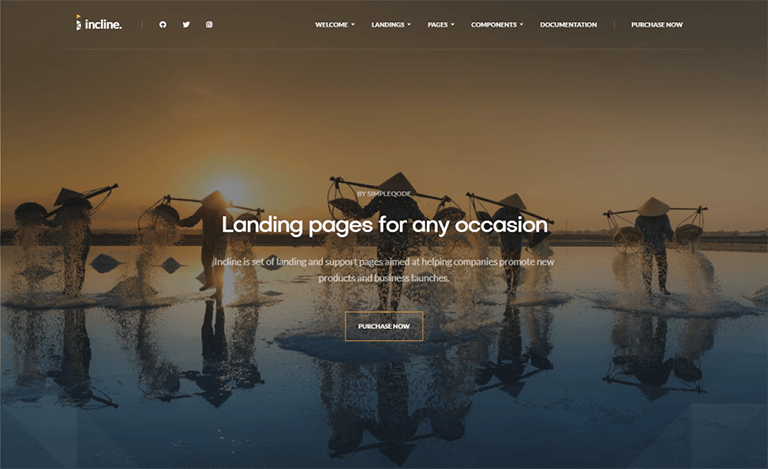 incline.
WELCOME
LANDINGS
PAGES
COMPONENTS
DOCUMENTATION
PURCHASE NOW
BY SIMPLEQODE
Landing pages for any occasion
Incline is set of landing and support pages aimed at helping companies promote new
products and business launches.
PURCHASE NOW